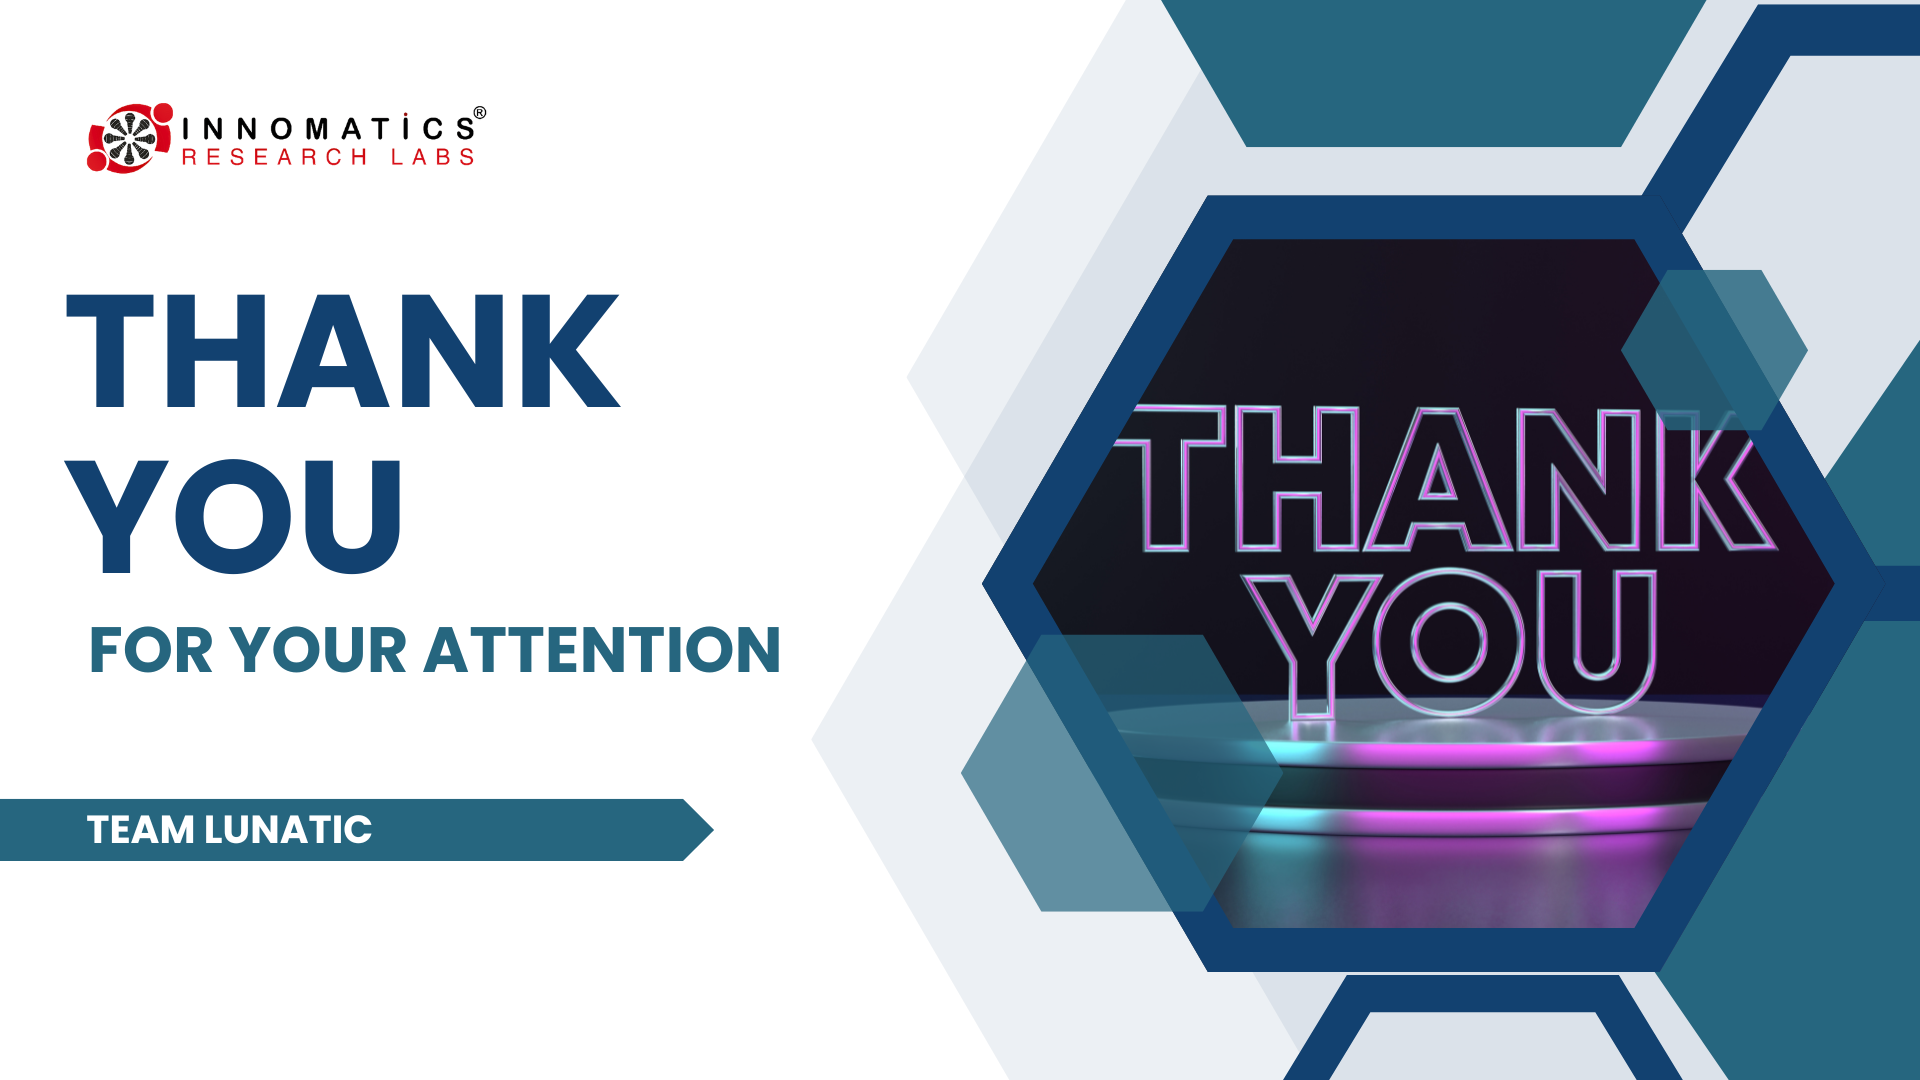 INNOMATICS®
RESEARCH LABS
THANK
YOU
FOR YOUR ATTENTION
TEAM LUNATIC
THANK
YOU